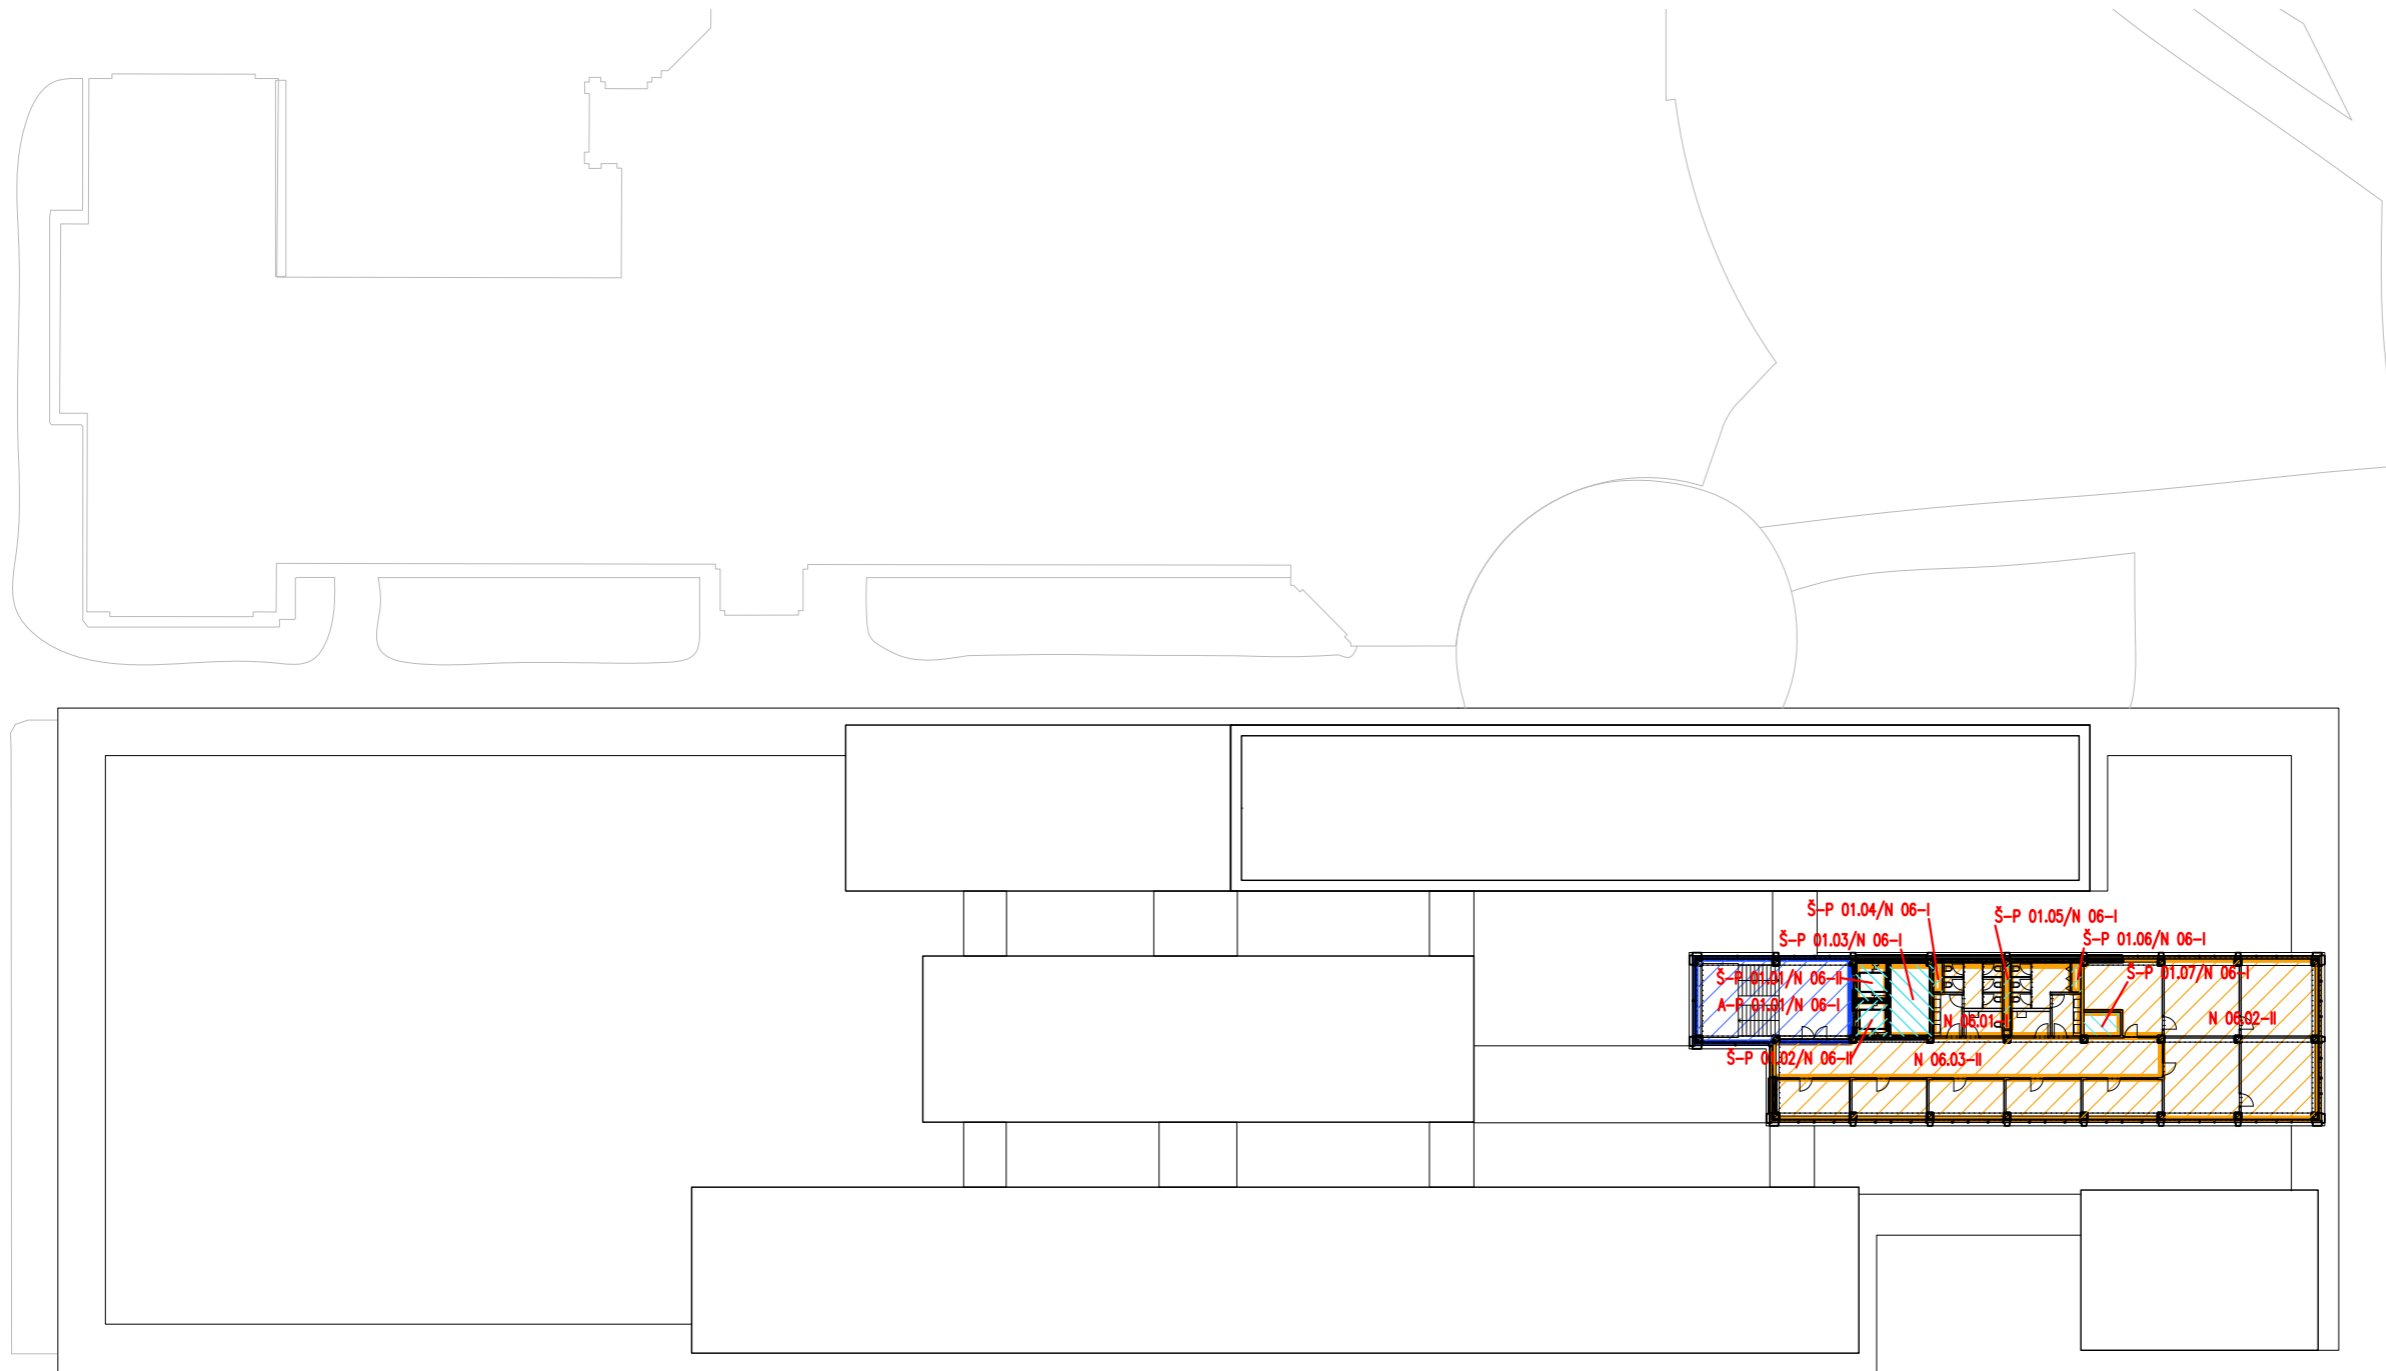 Š-P 01.04/N 06-I
Š-P 01.05/N 06-I
Š-P 01.03/N 06-I
Š-P 01.06/N 06-I
Š-P 01.01/N 06-II
Š-P 01.07/N 06-I
A-P 01.01/N 06-I
N 06.01-I
N 06.02-II
Š-P 01.02/N 06-II
N 06.03-II